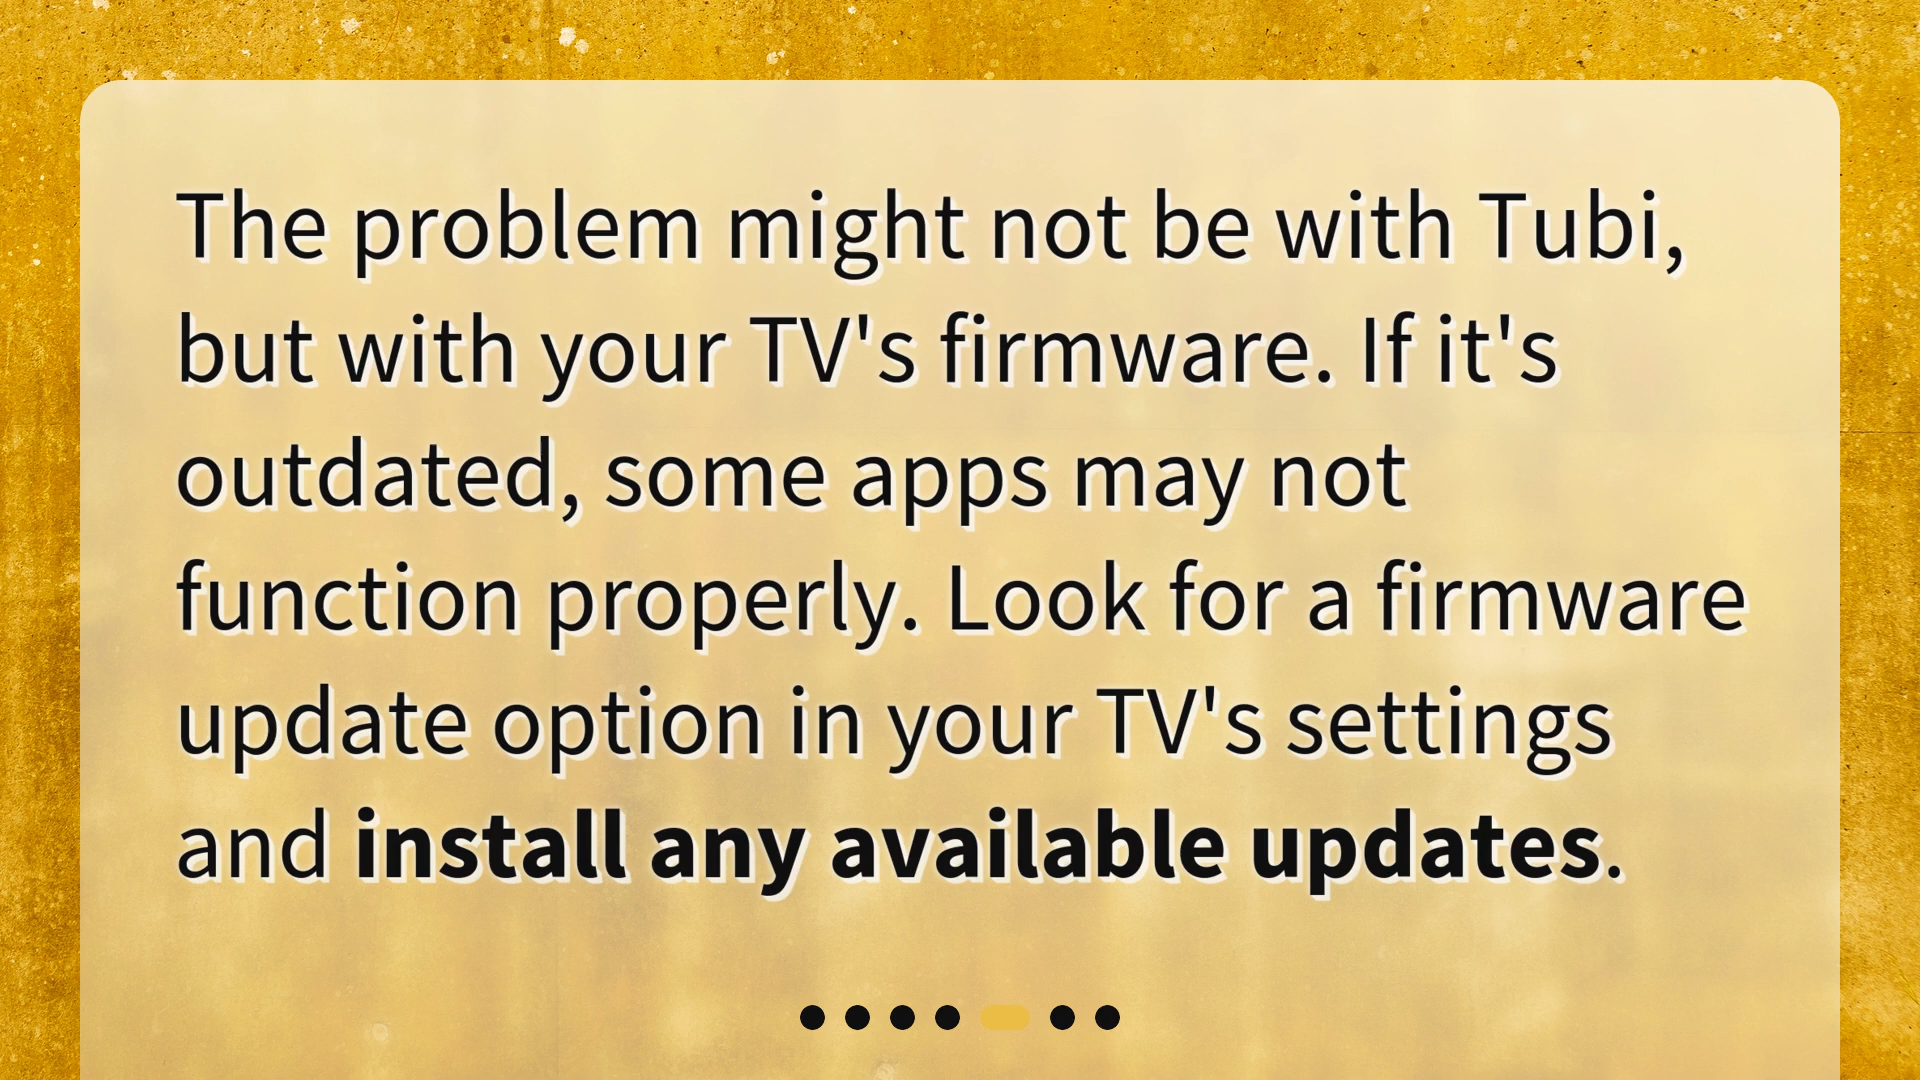 The problem might not be with Tubi,
but with your TV's firmware. If it's
outdated, some apps may not
function properly. Look for a firmware
update option in your TV's settings
and install any available updates.